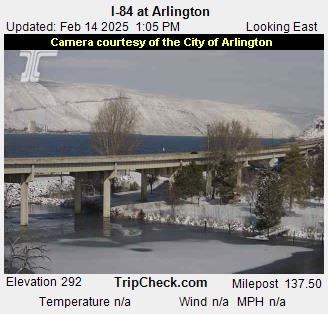 I-84 at Arlington
Updated: Feb 14 2025 1:05 PM Looking East
Camera courtesy of the City of Arlington
Elevation 292 TripCheck.com Milepost 137.50
Temperature n/a Wind n/a MPH n/a